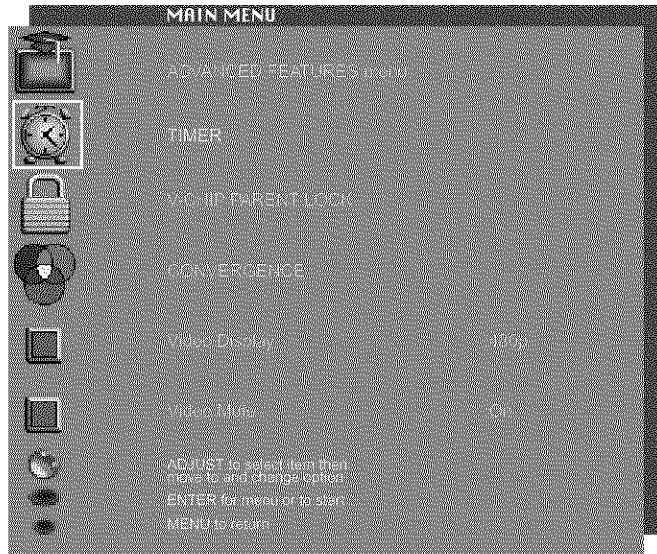 MAIN MENU
ADVANCED FEATURES menu
TIMER
V-CHIP PARENT LOCK
CONVERGENCE
Video Display 480p
Video Mute On
ADJUST to select item then
move to and change option
ENTER for menu or to start
MENU to return